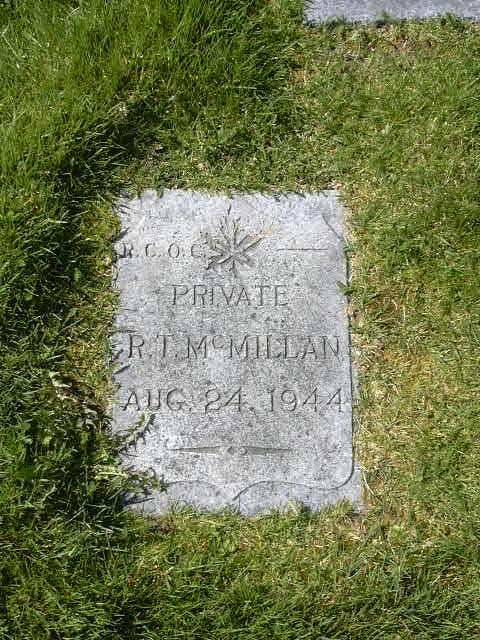 R.C.O.C.
PRIVATE
R.T. McMILLAN
AUG. 24. 1944